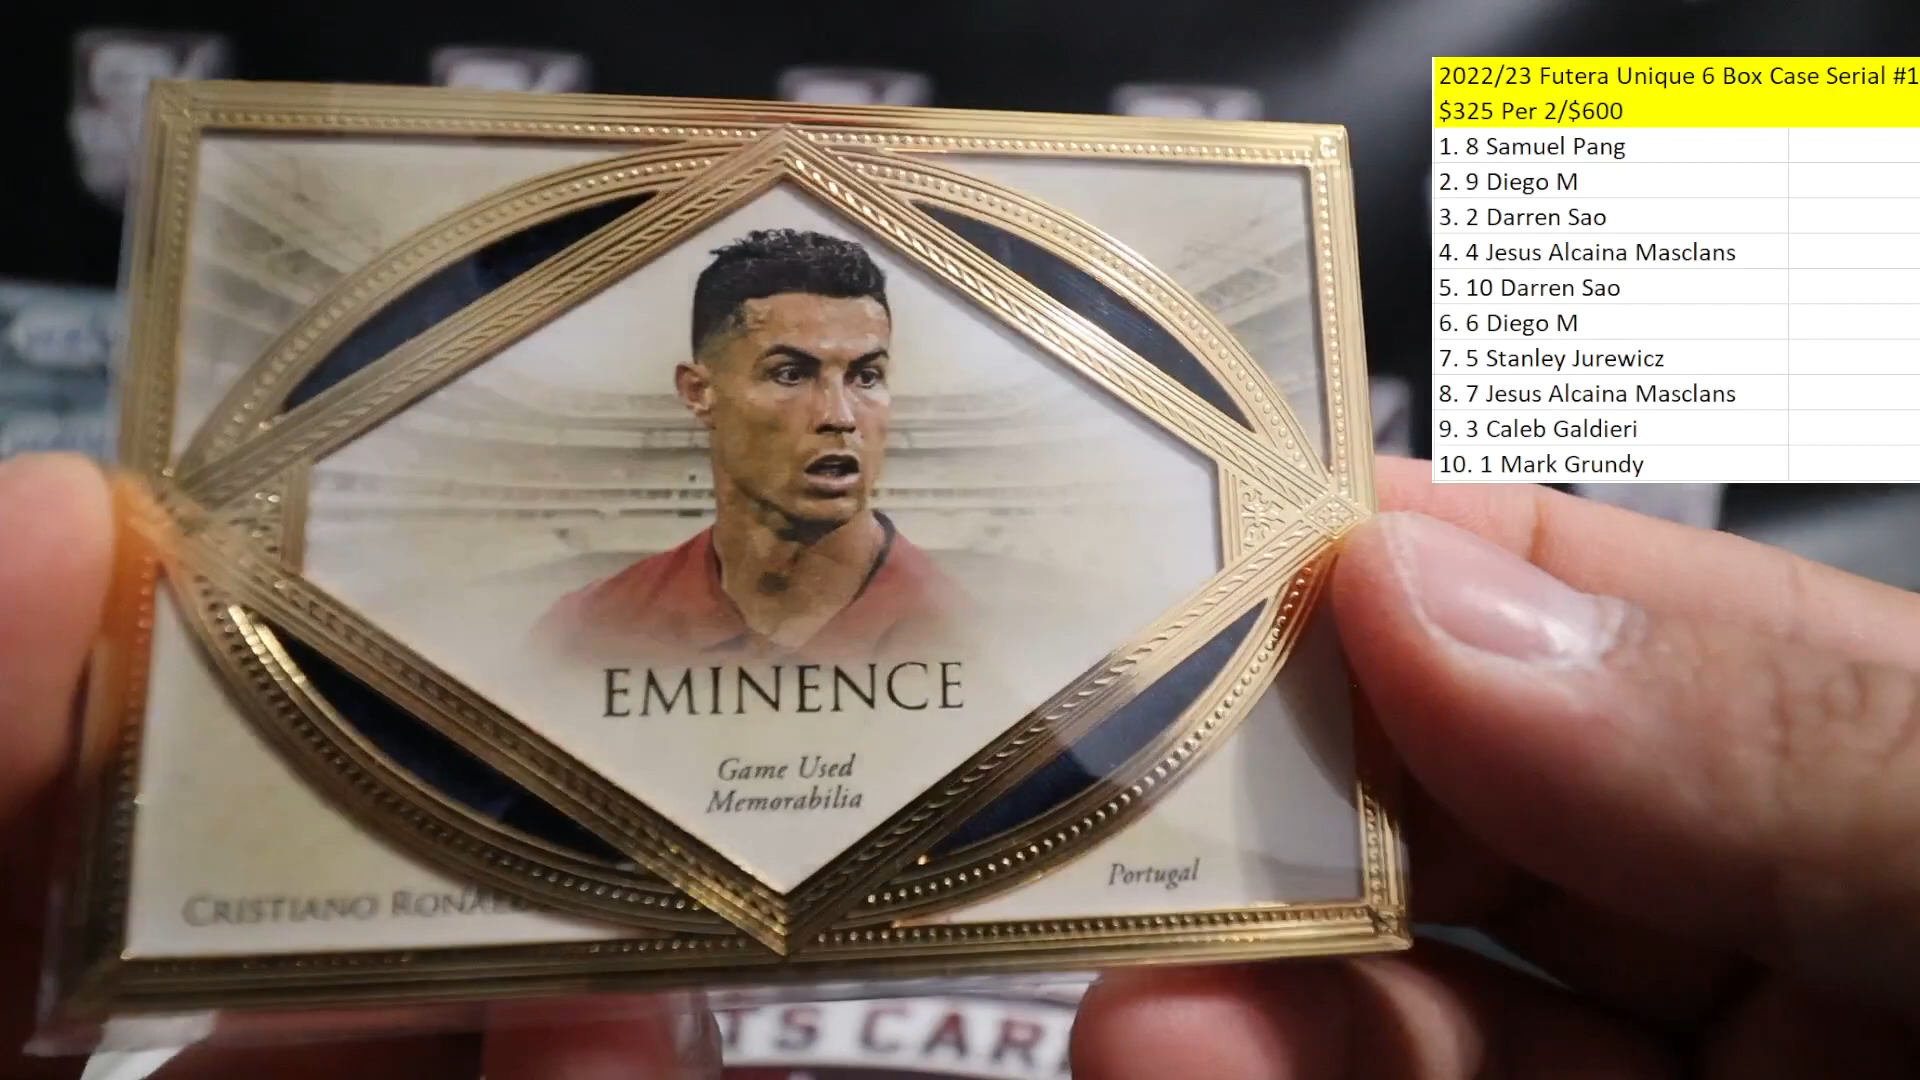 2022/23 Futera Unique 6 Box Case Serial #1
$325 Per 2/$600
1. 8 Samuel Pang
2. 9 Diego M
3. 2 Darren Sao
4. 4 Jesus Alcaina Masclans
5. 10 Darren Sao
6. 6 Diego M
7. 5 Stanley Jurewicz
8. 7 Jesus Alcaina Masclans
9. 3 Caleb Galdieri
10. 1 Mark Grundy
EMINENCE
Game Used
Memorabilia
Portugal
CRISTIANO
TS CAR